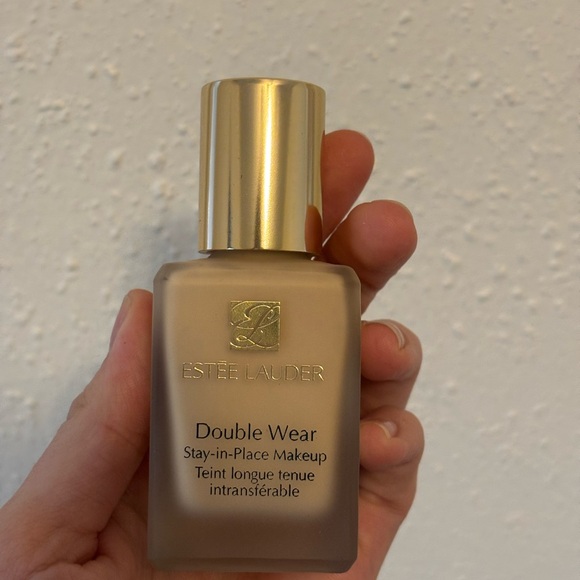 ESTĒE LAUDER
Double Wear
Stay-in-Place Makeup
Teint longue tenue
intransférable